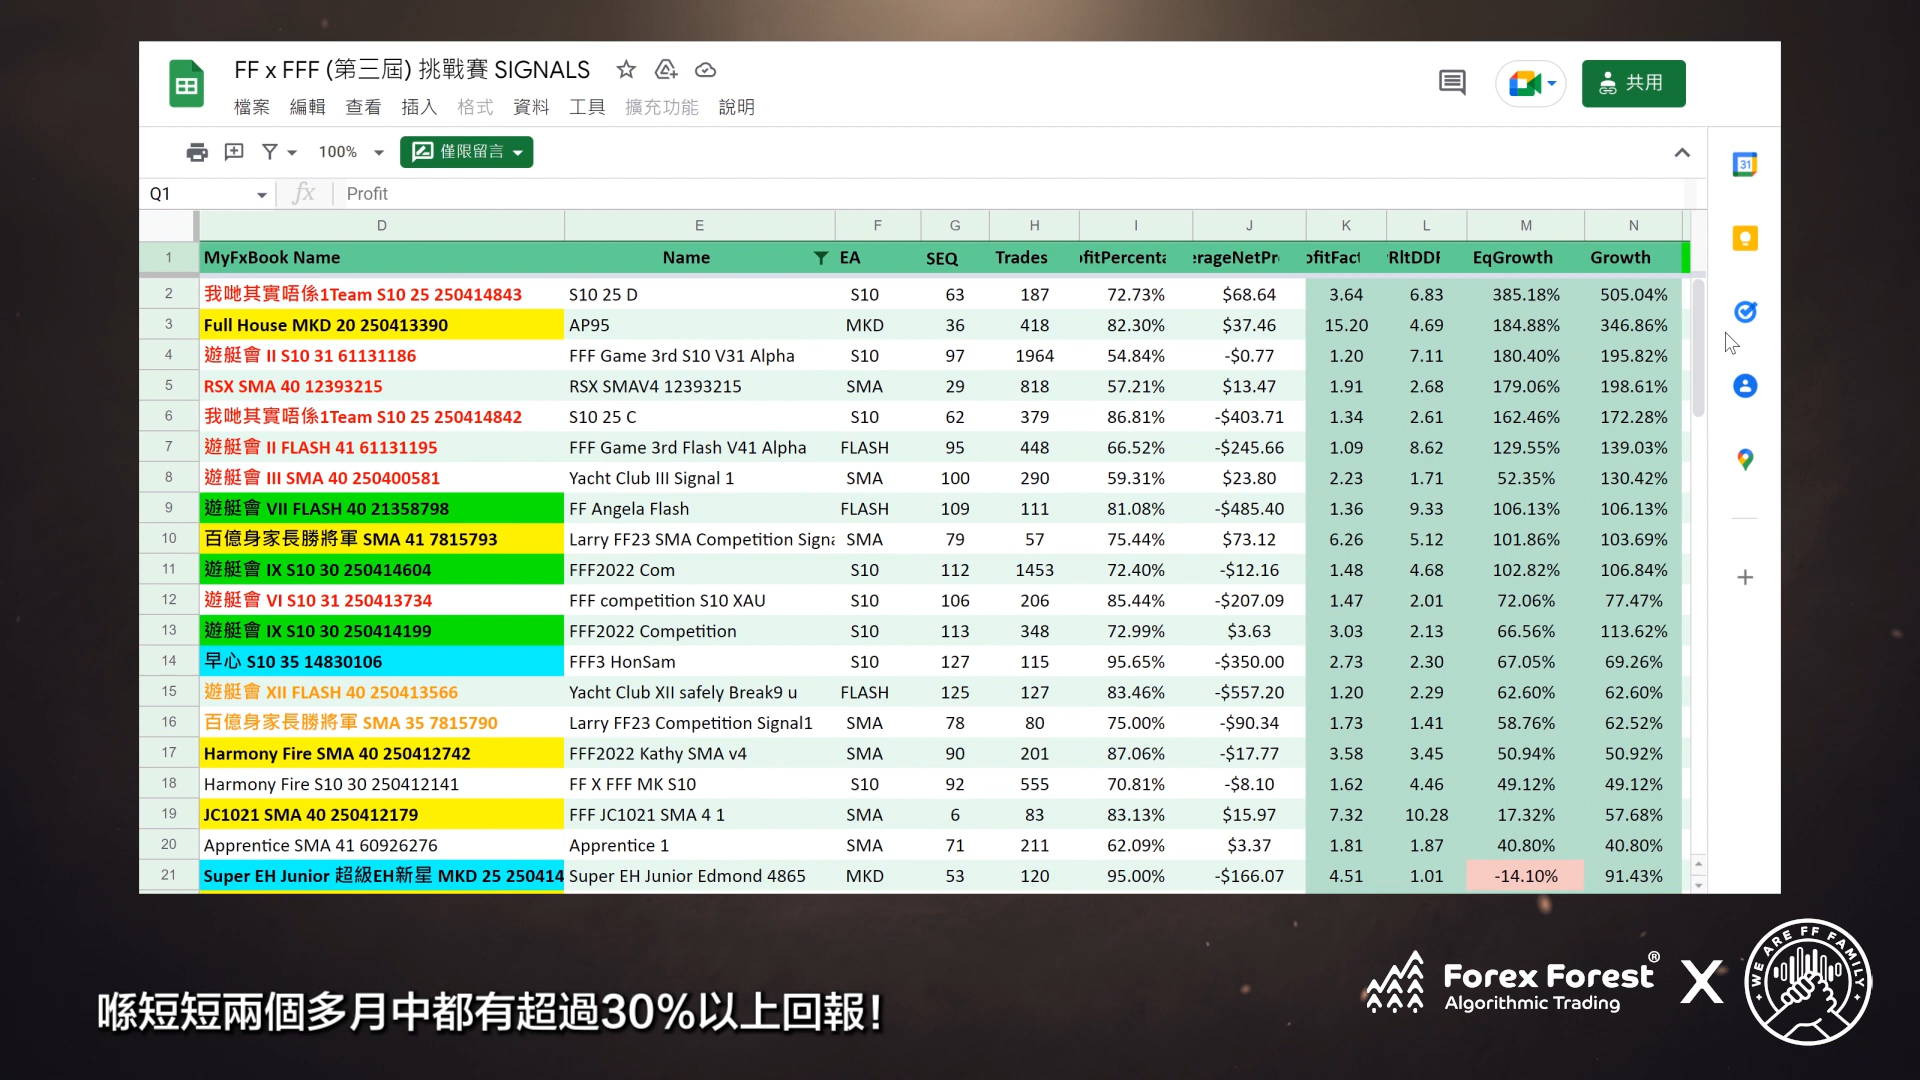 FF x FFF (第三屆) 挑戰賽 SIGNALS
檔案 編輯 查看 插入 格式 資料 工具 擴充功能 說明
共用
100% 僅限留言
31
Q1 fx Profit
D E F G H I J K L M N
1 MyFxBook Name Name EA SEQ Trades ofitPercenta erageNetPro ofitFact RltDDF EqGrowth Growth
2 我哋其實唔係1Team S10 25 250414843 S10 25 D S10 63 187 72.73% $68.64 3.64 6.83 385.18% 505.04%
3 Full House MKD 20 250413390 AP95 MKD 36 418 82.30% $37.46 15.20 4.69 184.88% 346.86%
4 遊艇會 II S10 31 61131186 FFF Game 3rd S10 V31 Alpha S10 97 1964 54.84% -$0.77 1.20 7.11 180.40% 195.82%
5 RSX SMA 40 12393215 RSX SMAV4 12393215 SMA 29 818 57.21% $13.47 1.91 2.68 179.06% 198.61%
6 我哋其實唔係1Team S10 25 250414842 S10 25 C S10 62 379 86.81% -$403.71 1.34 2.61 162.46% 172.28%
7 遊艇會 II FLASH 41 61131195 FFF Game 3rd Flash V41 Alpha FLASH 95 448 66.52% -$245.66 1.09 8.62 129.55% 139.03%
8 遊艇會 III SMA 40 250400581 Yacht Club III Signal 1 SMA 100 290 59.31% $23.80 2.23 1.71 52.35% 130.42%
9 遊艇會 VII FLASH 40 21358798 FF Angela Flash FLASH 109 111 81.08% -$485.40 1.36 9.33 106.13% 106.13%
10 百億身家長勝將軍 SMA 41 7815793 Larry FF23 SMA Competition Signa SMA 79 57 75.44% $73.12 6.26 5.12 101.86% 103.69%
11 遊艇會 IX S10 30 250414604 FFF2022 Com S10 112 1453 72.40% -$12.16 1.48 4.68 102.82% 106.84%
12 遊艇會 VI S10 31 250413734 FFF competition S10 XAU S10 106 206 85.44% -$207.09 1.47 2.01 72.06% 77.47%
13 遊艇會 IX S10 30 250414199 FFF2022 Competition S10 113 348 72.99% $3.63 3.03 2.13 66.56% 113.62%
14 早心 S10 35 14830106 FFF3 HonSam S10 127 115 95.65% -$350.00 2.73 2.30 67.05% 69.26%
15 遊艇會 XII FLASH 40 250413566 Yacht Club XII safely Break9 u FLASH 125 127 83.46% -$557.20 1.20 2.29 62.60% 62.60%
16 百億身家長勝將軍 SMA 35 7815790 Larry FF23 Competition Signal1 SMA 78 80 75.00% -$90.34 1.73 1.41 58.76% 62.52%
17 Harmony Fire SMA 40 250412742 FFF2022 Kathy SMA v4 SMA 90 201 87.06% -$17.77 3.58 3.45 50.94% 50.92%
18 Harmony Fire S10 30 250412141 FF X FFF MK S10 S10 92 555 70.81% -$8.10 1.62 4.46 49.12% 49.12%
19 JC1021 SMA 40 250412179 FFF JC1021 SMA 4 1 SMA 6 83 83.13% $15.97 7.32 10.28 17.32% 57.68%
20 Apprentice SMA 41 60926276 Apprentice 1 SMA 71 211 62.09% $3.37 1.81 1.87 40.80% 40.80%
21 Super EH Junior 超級EH新星 MKD 25 250414 Super EH Junior Edmond 4865 MKD 53 120 95.00% -$166.07 4.51 1.01 -14.10% 91.43%
喺短短兩個多月中都有超過30%以上回報!
Forex Forest®
Algorithmic Trading
X
WE ARE FF FAMILY